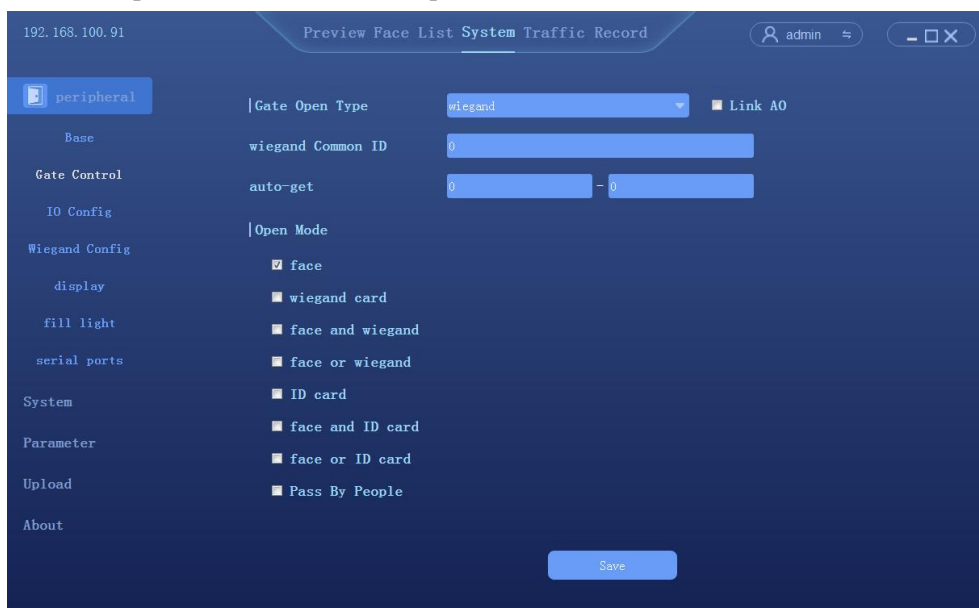 192.168.100.91
Preview Face List System Traffic Record
admin
peripheral
Base
Gate Control
IO Config
Wiegand Config
display
fill light
serial ports
System
Parameter
Upload
About
Gate Open Type
wiegand
Link AO
wiegand Common ID
0
auto-get
0 - 0
Open Mode
face
wiegand card
face and wiegand
face or wiegand
ID card
face and ID card
face or ID card
Pass By People
Save